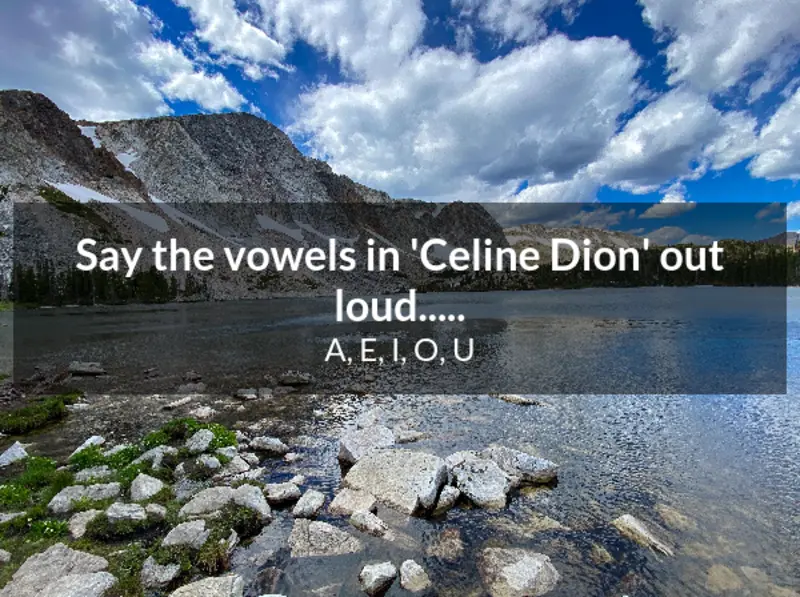 Say the vowels in 'Celine Dion' out
loud.....
A, E, I, O, U